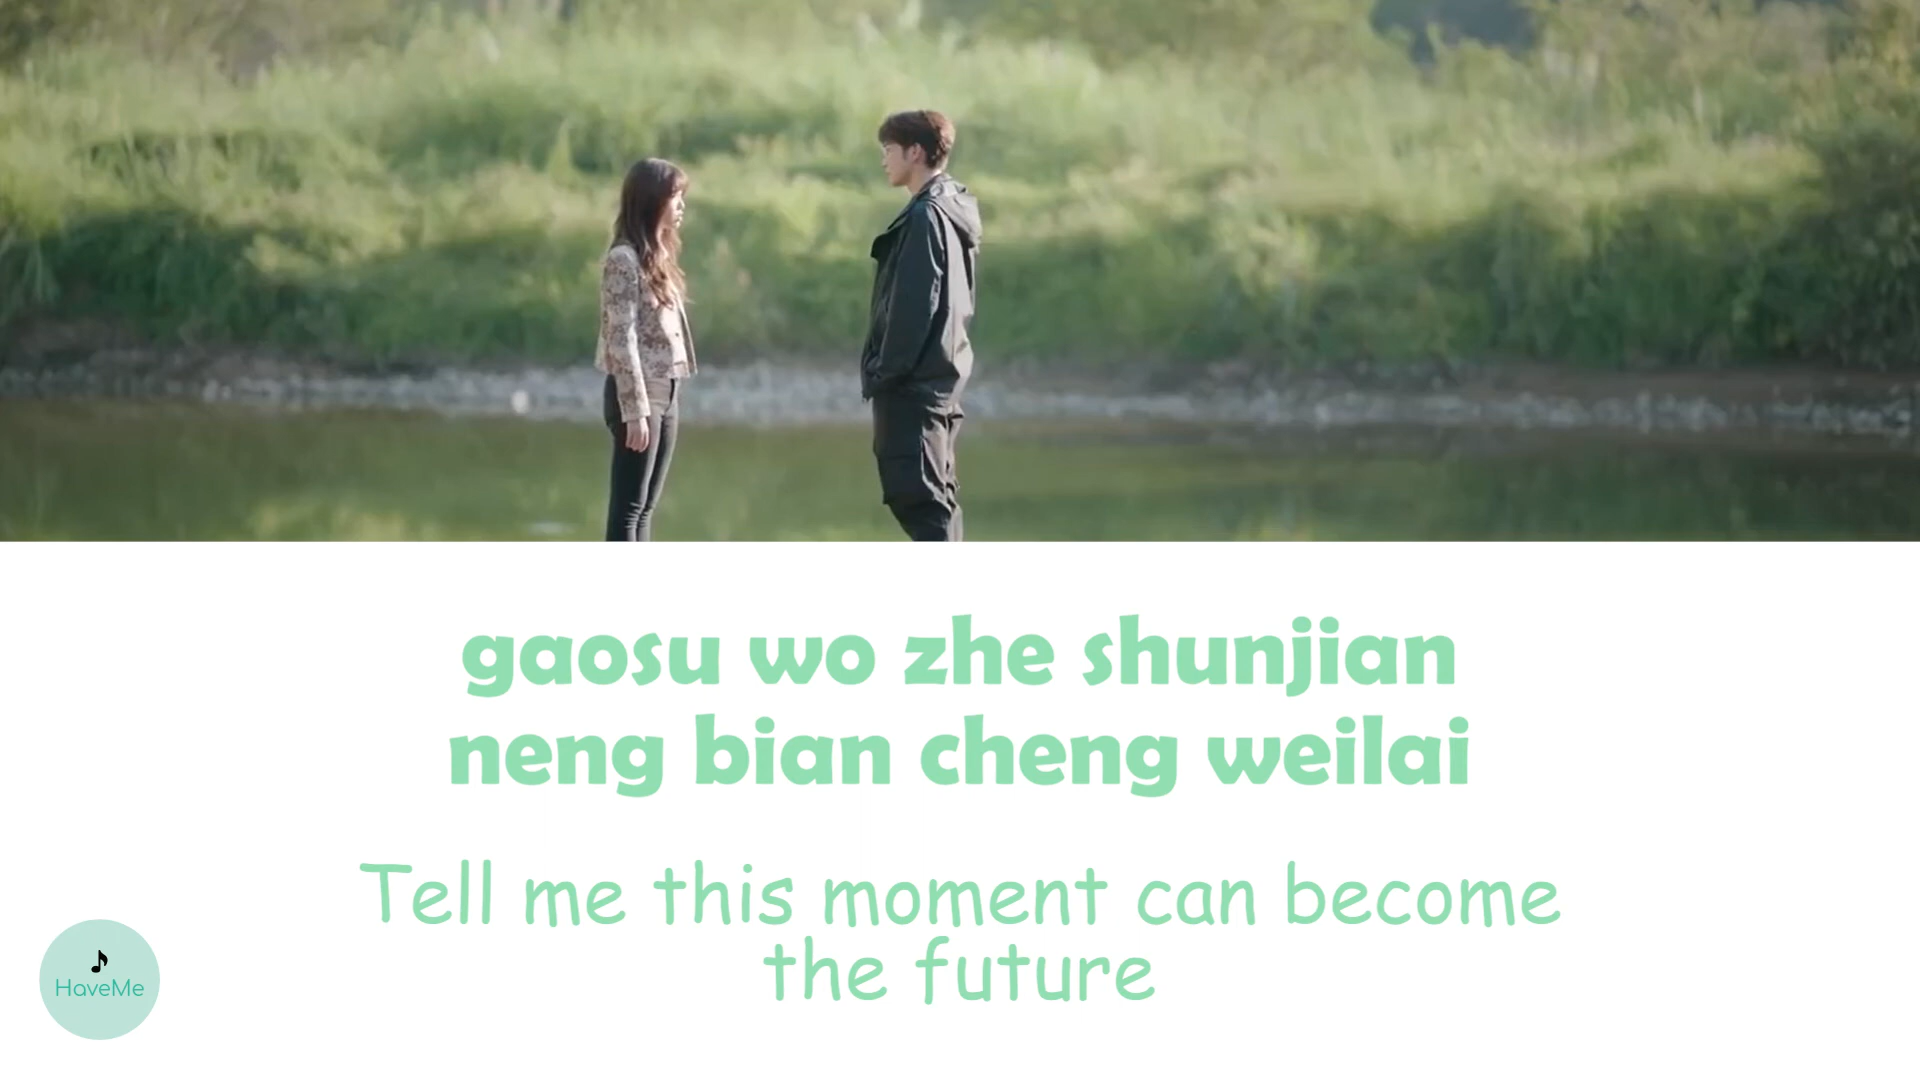 gaosu wo zhe shunjian
neng bian cheng weilai
Tell me this moment can become
the future
HaveMe